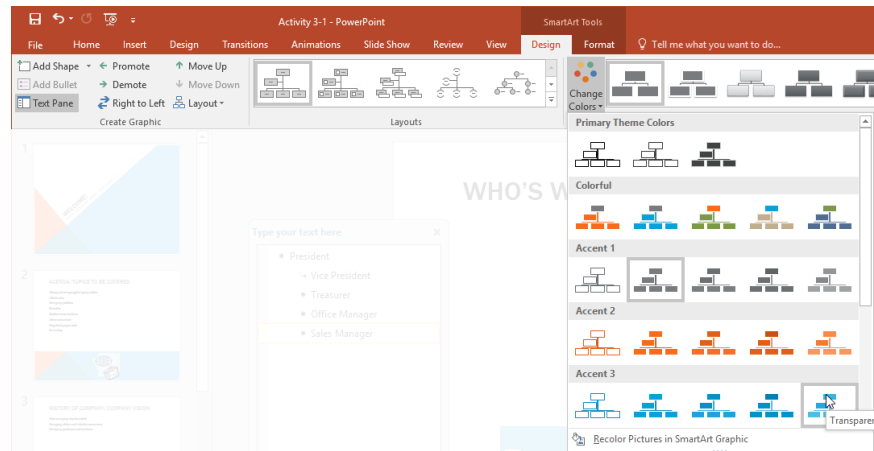 Activity 3-1 - PowerPoint
SmartArt Tools
File Home Insert Design Transitions Animations Slide Show Review View Design Format Tell me what you want to do...
Add Shape Promote Move Up
Add Bullet Demote Move Down
Text Pane Right to Left Layout
Create Graphic
Layouts
Change
Colors
Primary Theme Colors
Colorful
Accent 1
Accent 2
Accent 3
Transparen
Recolor Pictures in SmartArt Graphic
1
WELCOME!
2
AGENDA/TOPICS TO BE COVERED
3
HISTORY OF COMPANY, COMPANY VISION
WHO'S W
Type your text here
President
Vice President
Treasurer
Office Manager
Sales Manager